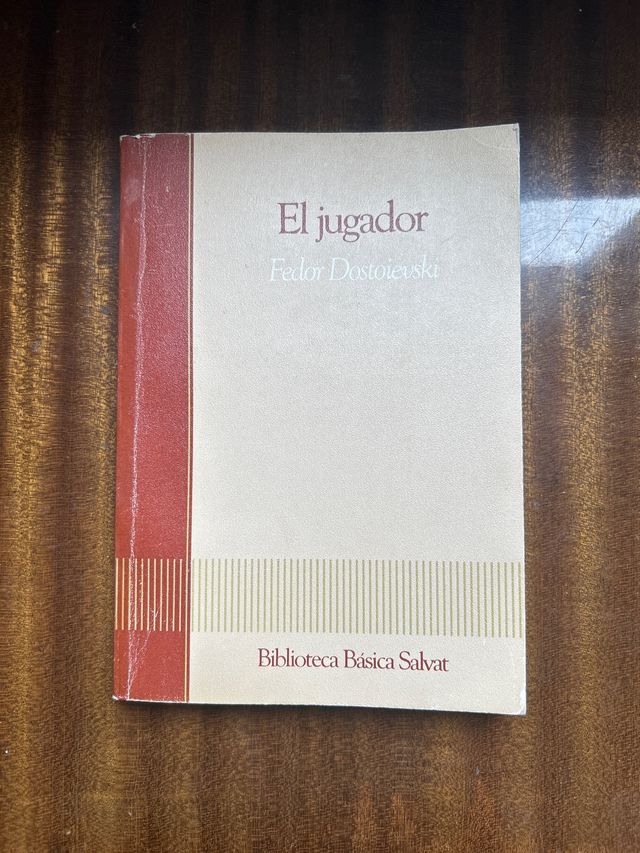 El jugador
Fedor Dostoievski
Biblioteca Básica Salvat